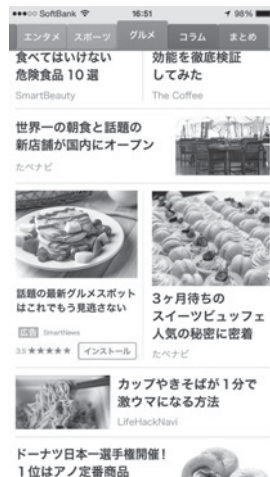 SoftBank 16:51 98%
エンタメ スポーツ グルメ コラム まとめ
食べてはいけない
危険食品 10 選
SmartBeauty
効能を徹底検証
してみた
The Coffee
世界一の朝食と話題の
新店舗が国内にオープン
たべナビ
話題の最新グルメスポット
はこれでもう見逃さない
広告 SmartNews
3.5 ★★★★★ インストール
3ヶ月待ちの
スイーツビュッフェ
人気の秘密に密着
たべナビ
カップやきそばが1分で
激ウマになる方法
LifeHackNavi
ドーナツ日本一選手権開催!
1位はアノ定番商品